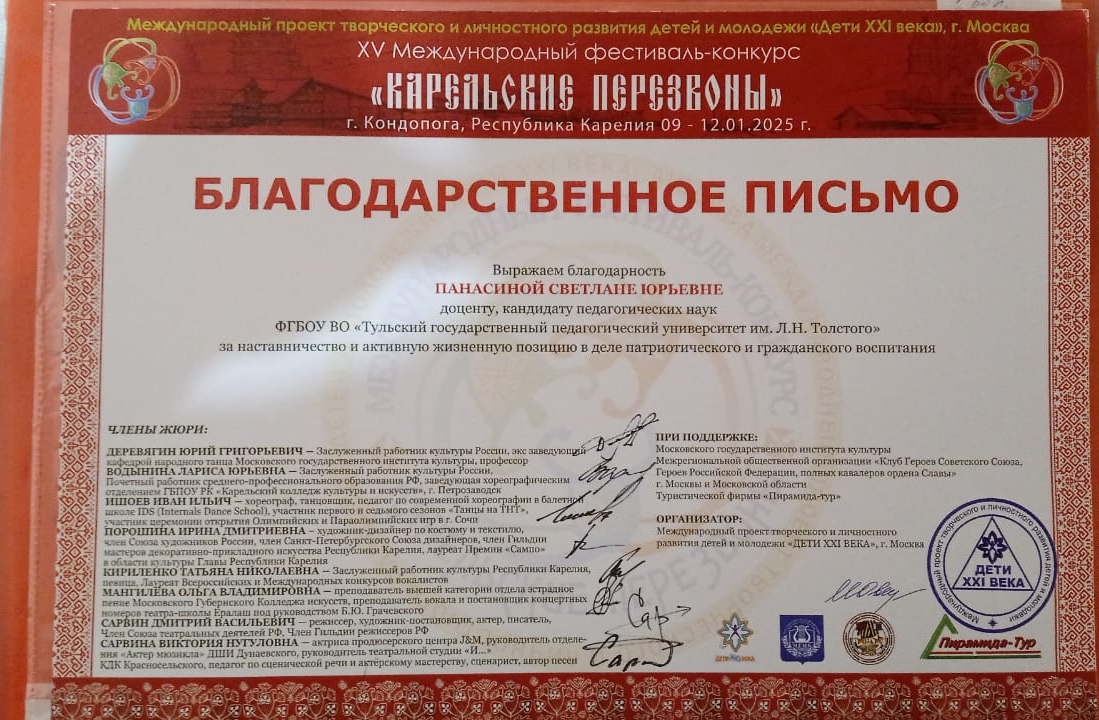 Международный проект творческого и личностного развития детей и молодежи «Дети XXI века», г. Москва
XV Международный фестиваль-конкурс
«КАРЕЛЬСКИЕ ПЕРЕЗВОНЫ»
г. Кондопога, Республика Карелия 09 - 12.01.2025 г.
БЛАГОДАРСТВЕННОЕ ПИСЬМО
Выражаем благодарность
ПАНАСИНОЙ СВЕТЛАНЕ ЮРЬЕВНЕ
доценту, кандидату педагогических наук
ФГБОУ ВО «Тульский государственный педагогический университет им. Л.Н. Толстого»
за наставничество и активную жизненную позицию в деле патриотического и гражданского воспитания
ЧЛЕНЫ ЖЮРИ:
ДЕРЕВЯГИН ЮРИЙ ГРИГОРЬЕВИЧ – Заслуженный работник культуры России, экс заведующий
кафедрой народного танца Московского государственного института культуры, профессор
ВОДЫНИНА ЛАРИСА ЮРЬЕВНА – Заслуженный работник культуры России,
Почетный работник среднего-профессионального образования РФ, заведующая хореографическим
отделением ГБПОУ РК «Карельский колледж культуры и искусств», г. Петрозаводск
ИПОЕВ ИВАН ИЛЬИЧ – хореограф, танцовщик, педагог по современной хореографии в балетной
школе IDS (Internals Dance School), участник первого и седьмого сезонов «Танцы на ТНТ»,
участник церемонии открытия Олимпийских и Параолимпийских игр в г. Сочи
ПОРОШИНА ИРИНА ДМИТРИЕВНА – художник-дизайнер по костюму и текстилю,
член Союза художников России, член Санкт-Петербургского Союза дизайнеров, член Гильдии
мастеров декоративно-прикладного искусства Республики Карелия, лауреат Премии «Сампо»
в области культуры Главы Республики Карелия
КИРИЛЕНКО ТАТЬЯНА НИКОЛАЕВНА – Заслуженный работник культуры Республики Карелия,
певица, Лауреат Всероссийских и Международных конкурсов вокалистов
МАНГИЛЁВА ОЛЬГА ВЛАДИМИРОВНА – преподаватель высшей категории отдела эстрадное
пение Московского Губернского Колледжа искусств, преподаватель вокала и постановщик концертных
номеров театра-школы Ералаш под руководством Б.Ю. Грачевского
САРВИН ДМИТРИЙ ВАСИЛЬЕВИЧ – режиссер, художник-постановщик, актер, писатель,
Член Союза театральных деятелей РФ, Член Гильдии режиссеров РФ
САРВИНА ВИКТОРИЯ НУГУЛОВНА – актриса продюсерского центра J&M, руководитель отделе-
ния «Актер мюзикла» ДШИ Дунаевского, руководитель театральной студии «И...»
КДК Красносельского, педагог по сценической речи и актёрскому мастерству, сценарист, автор песен
ПРИ ПОДДЕРЖКЕ:
Московского государственного института культуры
Межрегиональной общественной организации «Клуб Героев Советского Союза,
Героев Российской Федерации, полных кавалеров ордена Славы»
г. Москвы и Московской области
Туристической фирмы «Пирамида-тур»
ОРГАНИЗАТОР:
Международный проект творческого и личностного
развития детей и молодежи «ДЕТИ XXI ВЕКА», г. Москва
Международный проект творческого и личностного развития детей и молодежи
ДЕТИ
XXI ВЕКА
Пирамида-Тур